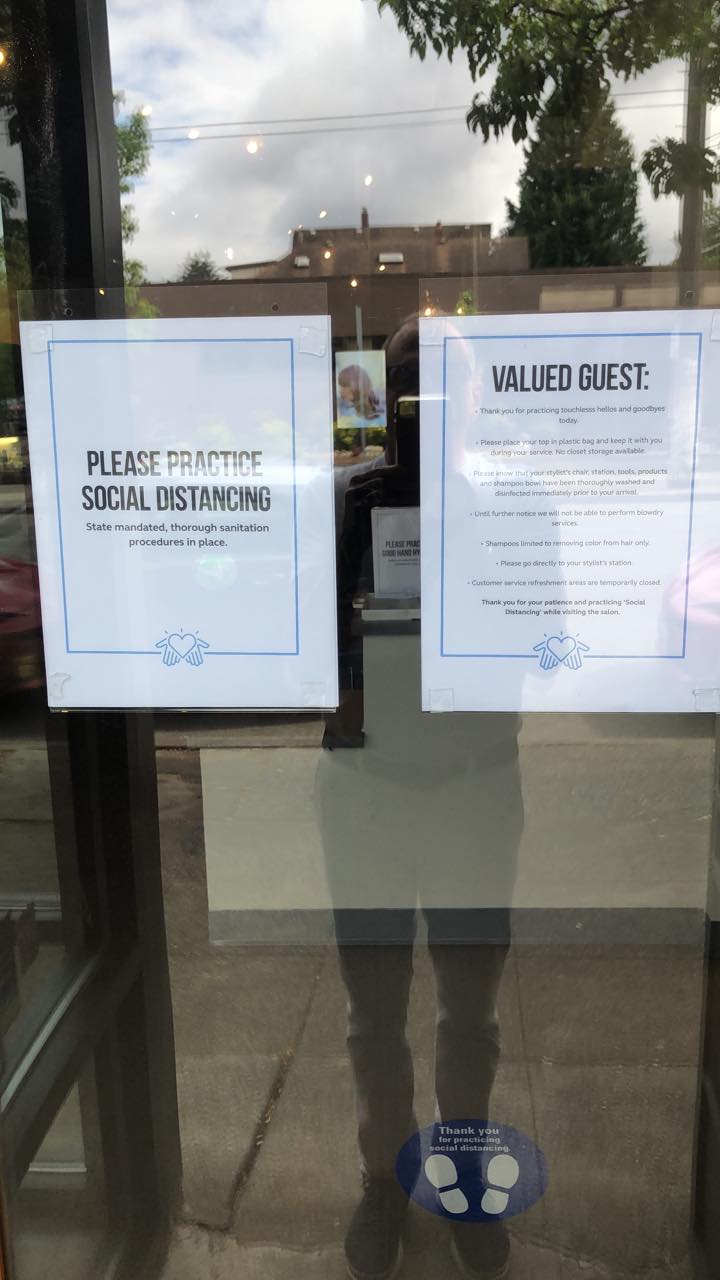 PLEASE PRACTICE
SOCIAL DISTANCING
State mandated, thorough sanitation
procedures in place.
VALUED GUEST:
• Thank you for practicing touchlesss hellos and goodbyes
today.
• Please place your top in plastic bag and keep it with you
during your service. No closet storage available.
• Please know that your stylist's chair, station, tools, products
and shampoo bowl have been thoroughly washed and
disinfected immediately prior to your arrival.
• Until further notice we will not be able to perform blowdry
services.
• Shampoos limited to removing color from hair only.
• Please go directly to your stylist's station.
• Customer service refreshment areas are temporarily closed.
Thank you for your patience and practicing 'Social
Distancing' while visiting the salon.
PLEASE PRAC
GOOD HAND HY
Thank you
for practicing
social distancing.